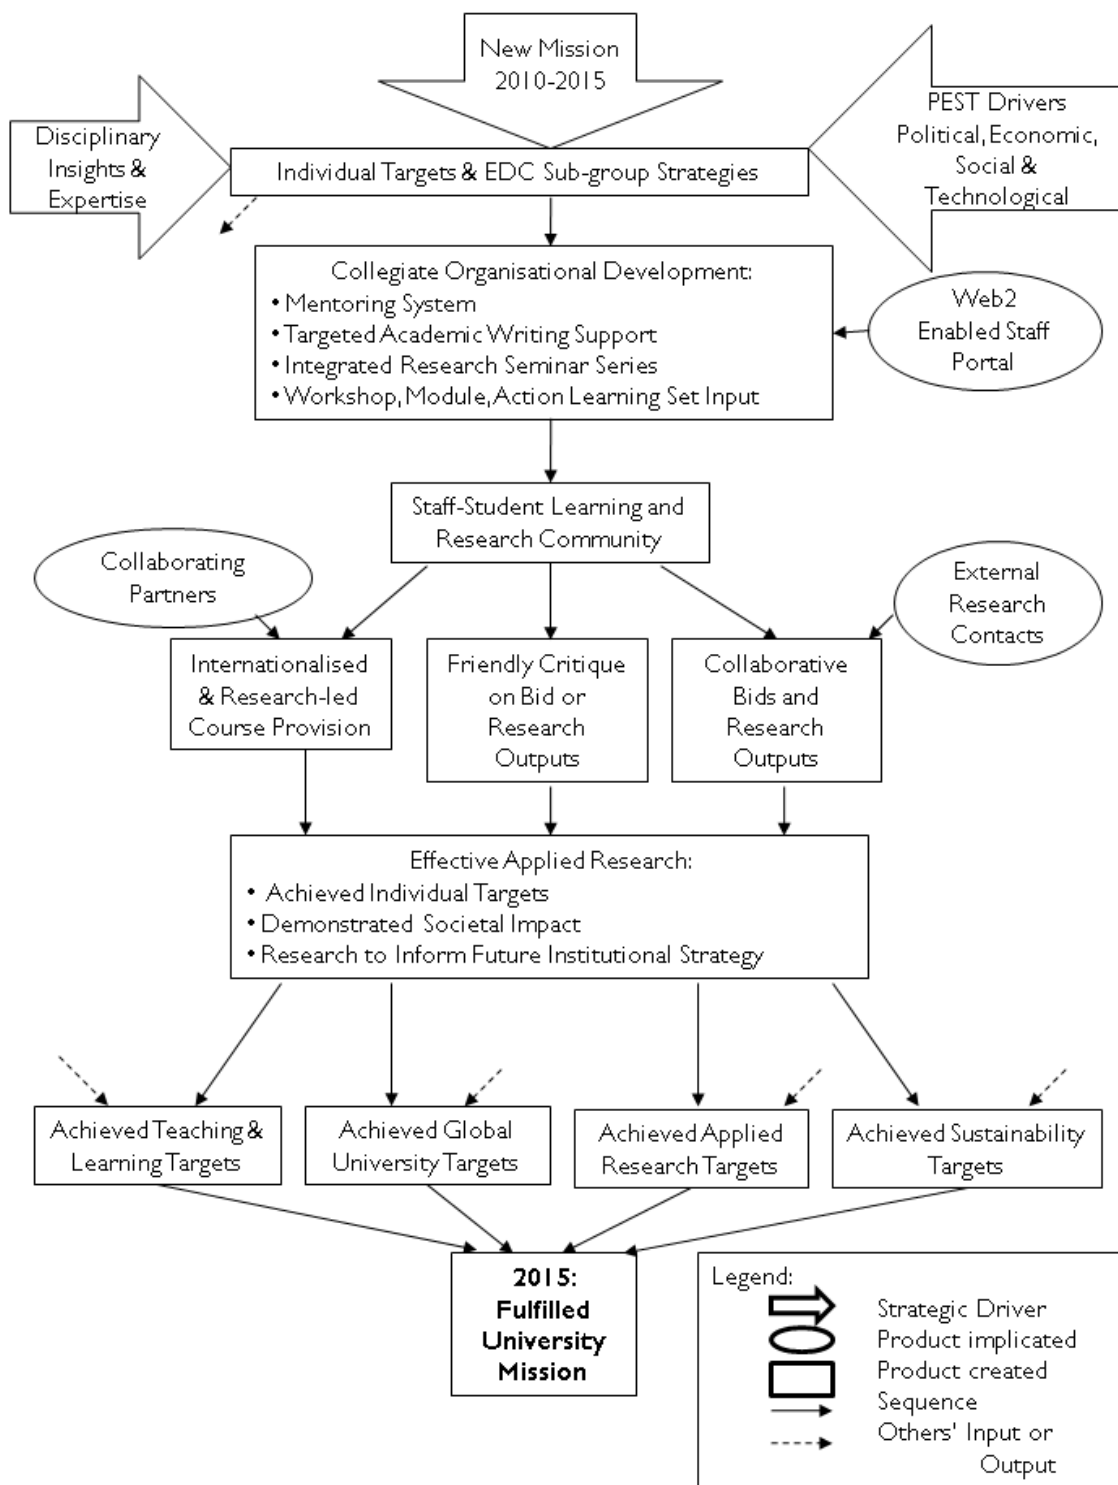 New Mission
2010-2015
Disciplinary
Insights &
Expertise
PEST Drivers
Political, Economic,
Social &
Technological
Individual Targets & EDC Sub-group Strategies
Collegiate Organisational Development:
• Mentoring System
• Targeted Academic Writing Support
• Integrated Research Seminar Series
• Workshop, Module, Action Learning Set Input
Web2
Enabled Staff
Portal
Staff-Student Learning and
Research Community
Collaborating
Partners
External
Research
Contacts
Internationalised
& Research-led
Course Provision
Friendly Critique
on Bid or
Research
Outputs
Collaborative
Bids and
Research
Outputs
Effective Applied Research:
• Achieved Individual Targets
• Demonstrated Societal Impact
• Research to Inform Future Institutional Strategy
Achieved Teaching &
Learning Targets
Achieved Global
University Targets
Achieved Applied
Research Targets
Achieved Sustainability
Targets
2015:
Fulfilled
University
Mission
Legend:
Strategic Driver
Product implicated
Product created
Sequence
Others' Input or
Output